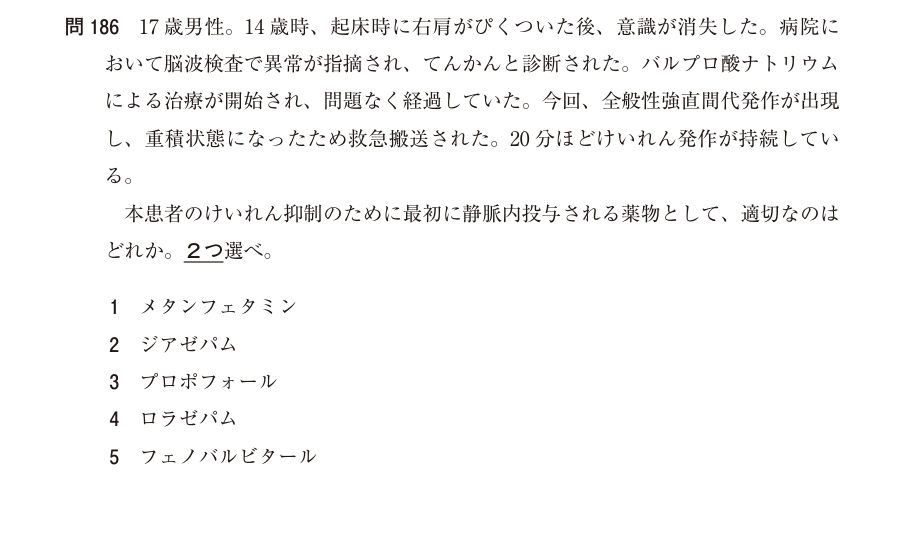 問 186　17 歳男性。14 歳時、起床時に右肩がぴくついた後、意識が消失した。病院に
おいて脳波検査で異常が指摘され、てんかんと診断された。バルプロ酸ナトリウム
による治療が開始され、問題なく経過していた。今回、全般性強直間代発作が出現
し、重積状態になったため救急搬送された。20 分ほどけいれん発作が持続してい
る。
本患者のけいれん抑制のために最初に静脈内投与される薬物として、適切なのは
どれか。２つ選べ。
1　メタンフェタミン
2　ジアゼパム
3　プロポフォール
4　ロラゼパム
5　フェノバルビタール